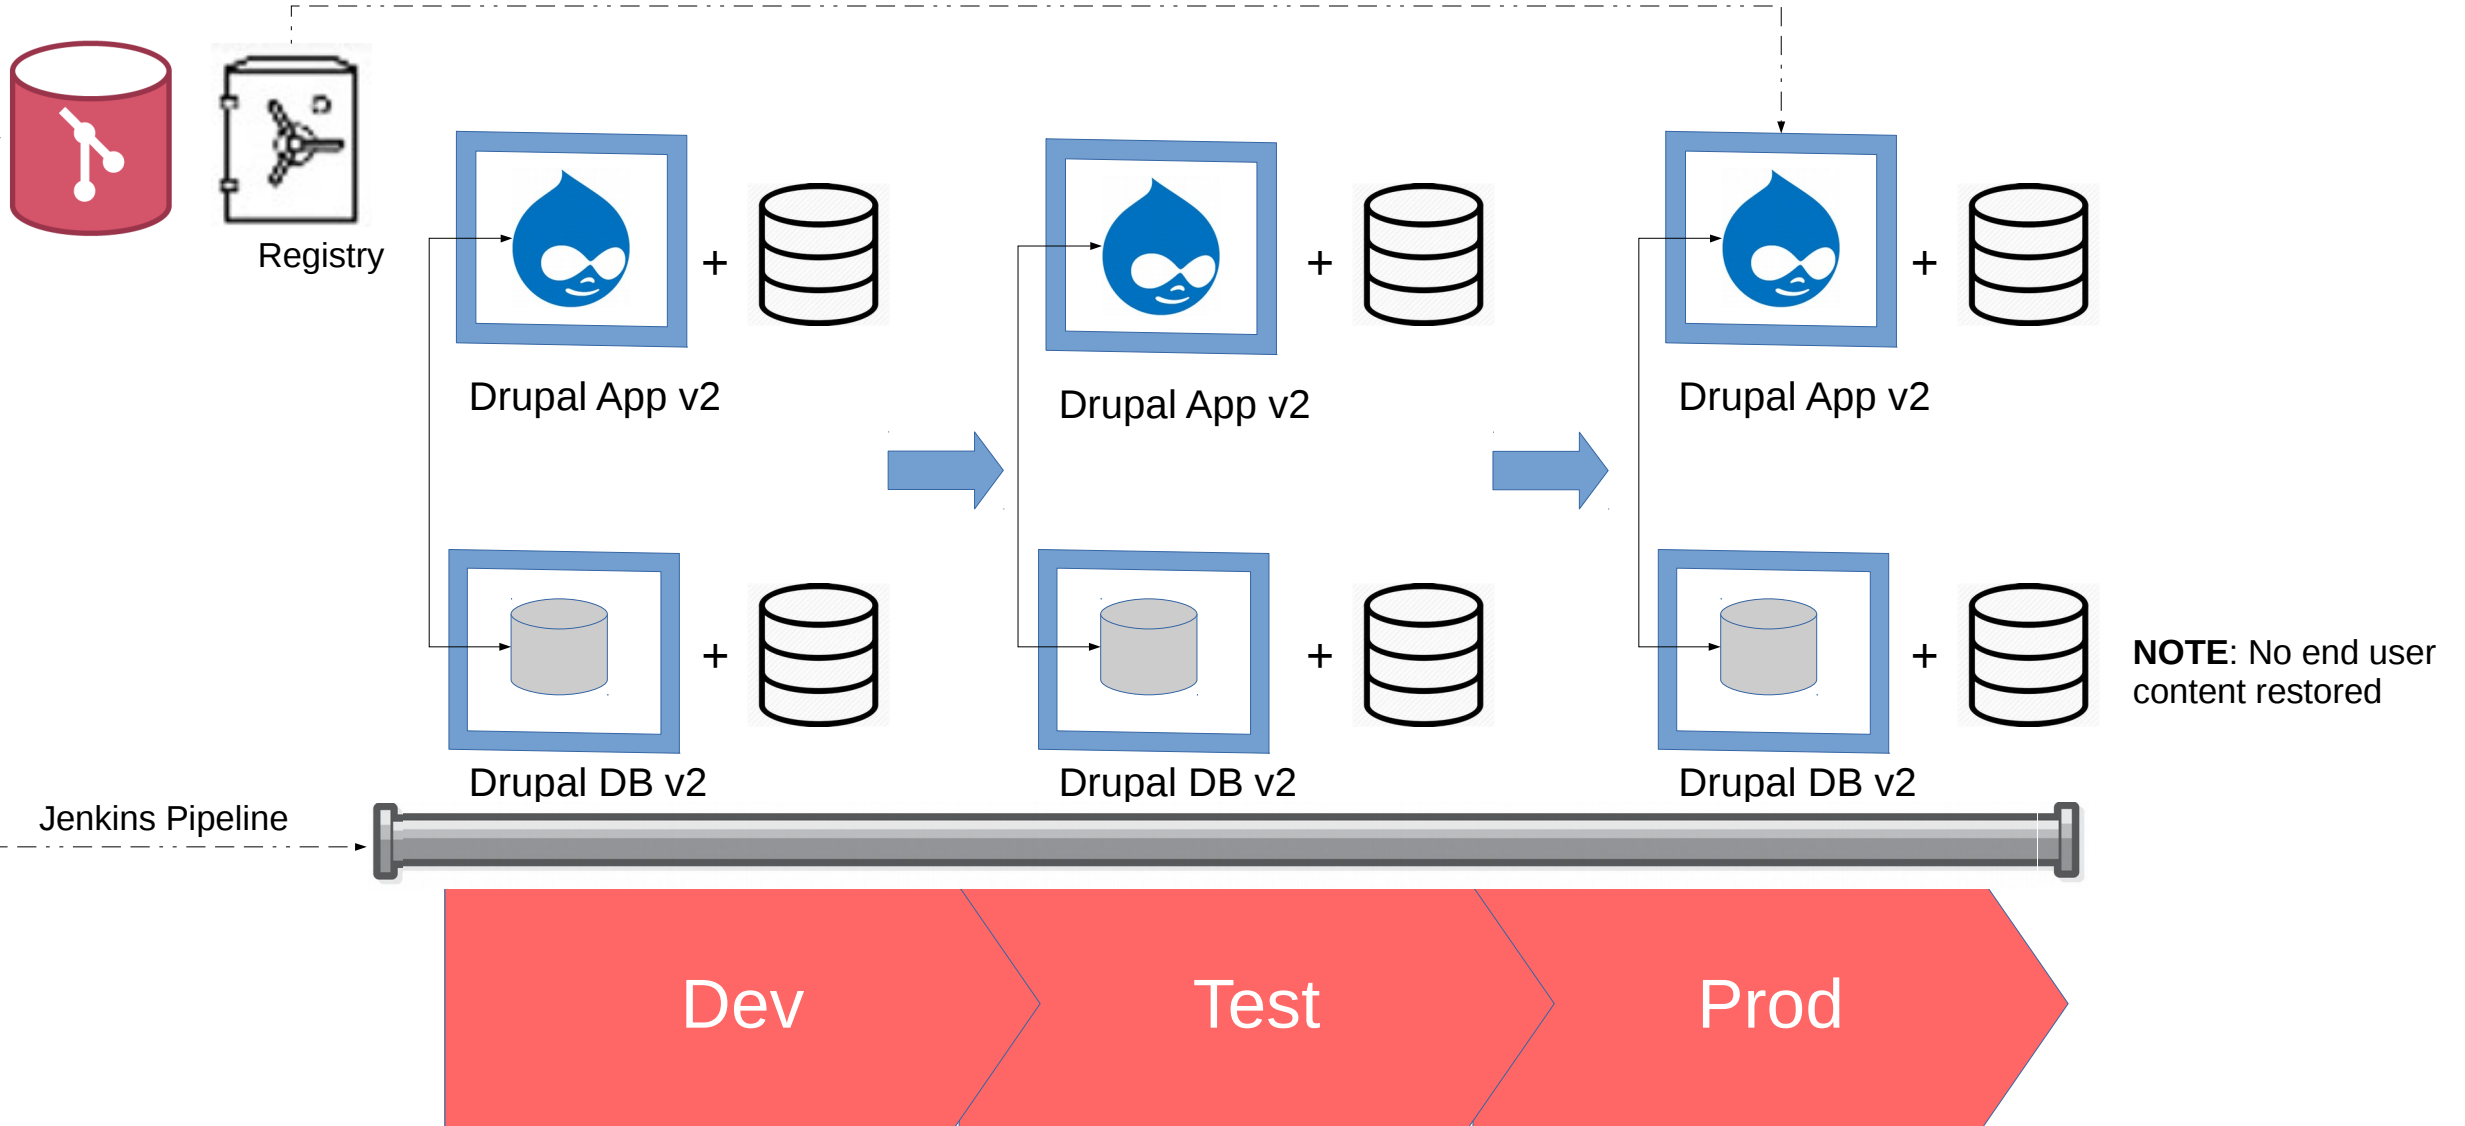 Registry
+
+
+
Drupal App v2
Drupal App v2
Drupal App v2
+
+
+
NOTE: No end user
content restored
Drupal DB v2
Drupal DB v2
Drupal DB v2
Jenkins Pipeline
Dev
Test
Prod